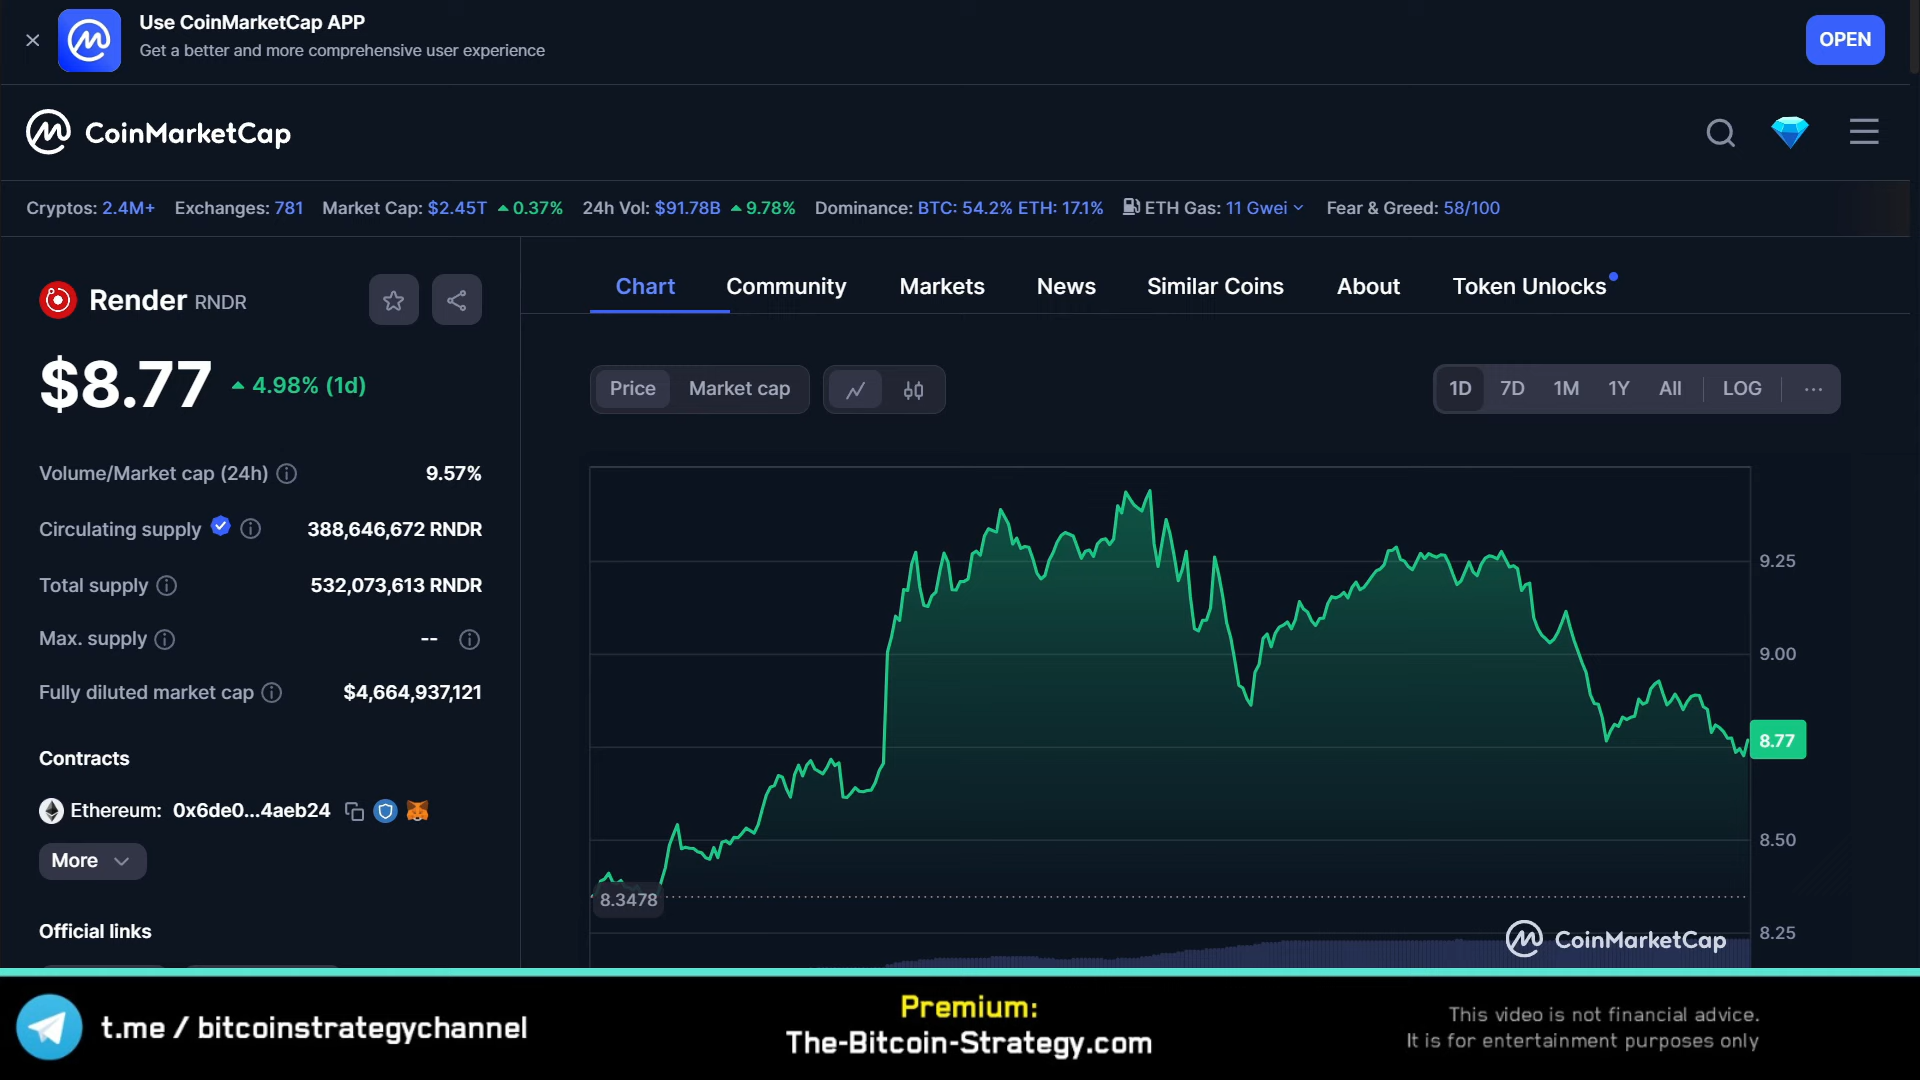 Use CoinMarketCap APP
Get a better and more comprehensive user experience
OPEN
CoinMarketCap
Cryptos: 2.4M+ Exchanges: 781 Market Cap: $2.45T 0.37% 24h Vol: $91.78B 9.78% Dominance: BTC: 54.2% ETH: 17.1% ETH Gas: 11 Gwei Fear & Greed: 58/100
Render RNDR
$8.77 4.98% (1d)
Volume/Market cap (24h) 9.57%
Circulating supply 388,646,672 RNDR
Total supply 532,073,613 RNDR
Max. supply --
Fully diluted market cap $4,664,937,121
Contracts
Ethereum: 0x6de0...4aeb24
More
Official links
Chart Community Markets News Similar Coins About Token Unlocks
Price Market cap
1D 7D 1M 1Y All LOG ...
9.25
9.00
8.77
8.50
8.3478
8.25
CoinMarketCap
t.me / bitcoinstrategychannel
Premium:
The-Bitcoin-Strategy.com
This video is not financial advice.
It is for entertainment purposes only